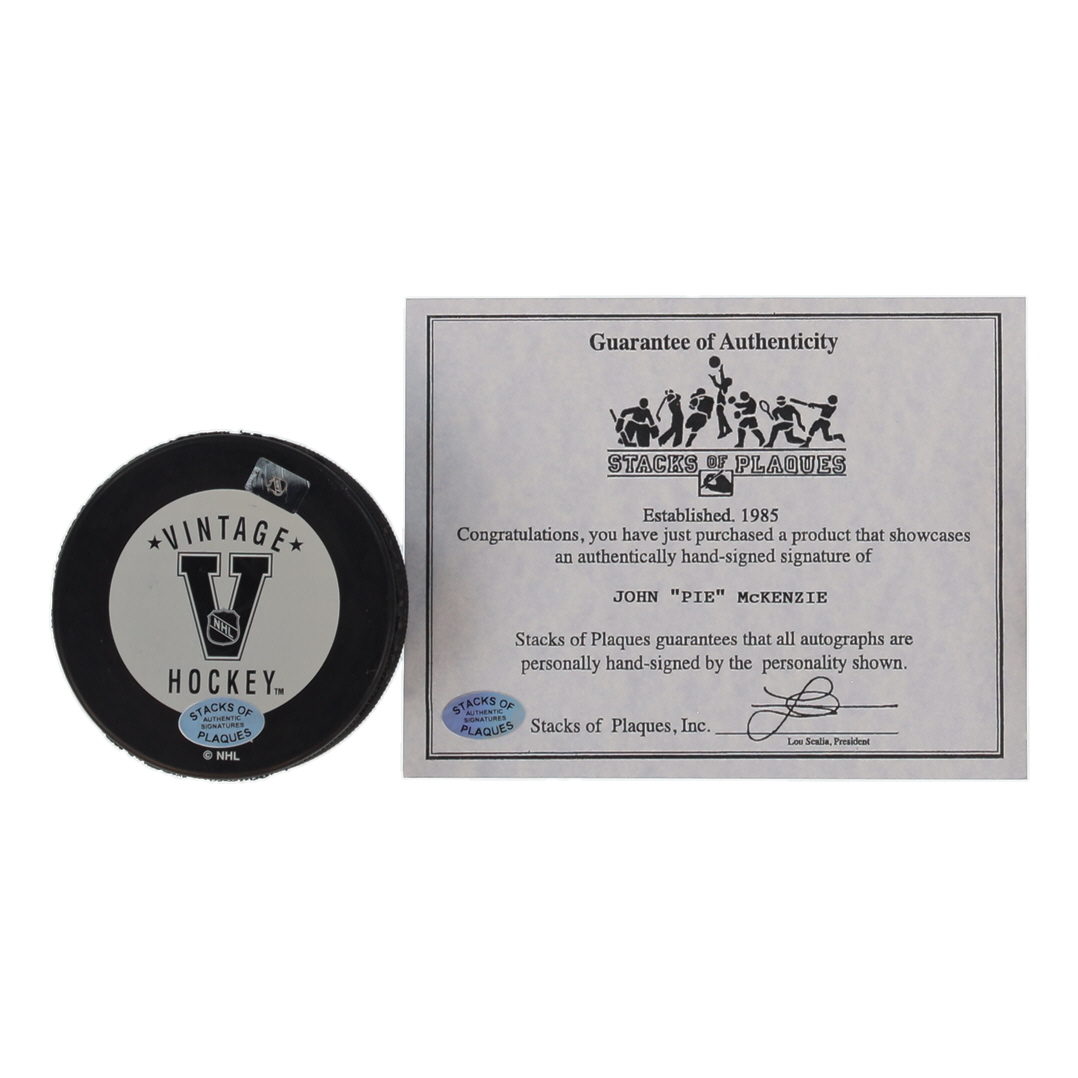 ★VINTAGE★
V
NHL
HOCKEY™
STACKS OF
AUTHENTIC
SIGNATURES
PLAQUES
© NHL
Guarantee of Authenticity
STACKS OF PLAQUES
Established. 1985
Congratulations, you have just purchased a product that showcases
an authentically hand-signed signature of
JOHN "PIE" McKENZIE
Stacks of Plaques guarantees that all autographs are
personally hand-signed by the personality shown.
STACKS OF
AUTHENTIC
SIGNATURES
PLAQUES
Stacks of Plaques, Inc.
Lou Scalia, President